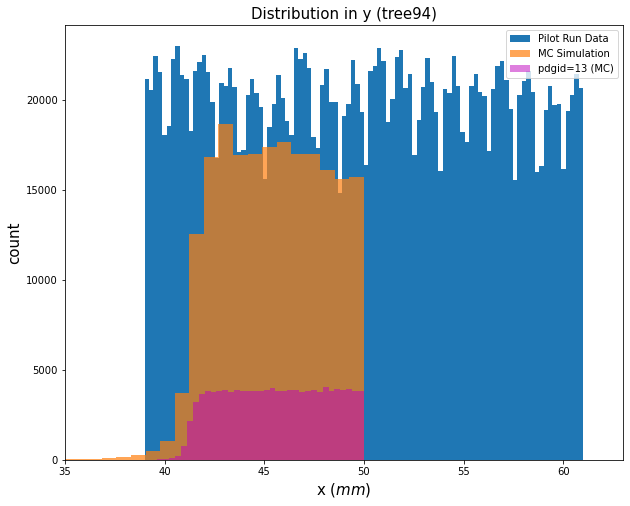 Distribution in y (tree94)
Pilot Run Data
MC Simulation
pdgid=13 (MC)
count
20000
15000
10000
5000
0
35 40 45 50 55 60
x (mm)